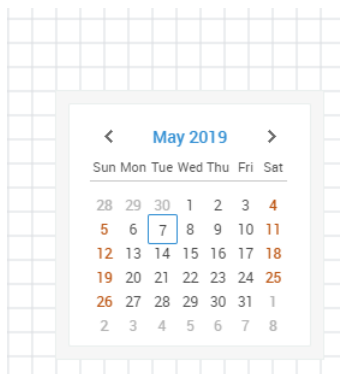 May 2019
Sun Mon Tue Wed Thu Fri Sat
28 29 30 1 2 3 4
5 6 7 8 9 10 11
12 13 14 15 16 17 18
19 20 21 22 23 24 25
26 27 28 29 30 31 1
2 3 4 5 6 7 8